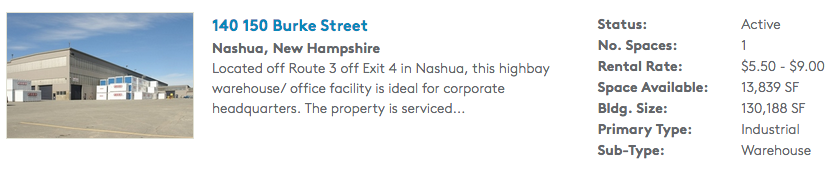 140 150 Burke Street
Nashua, New Hampshire
Located off Route 3 off Exit 4 in Nashua, this highbay
warehouse/ office facility is ideal for corporate
headquarters. The property is serviced...
Status: Active
No. Spaces: 1
Rental Rate: $5.50 - $9.00
Space Available: 13,839 SF
Bldg. Size: 130,188 SF
Primary Type: Industrial
Sub-Type: Warehouse